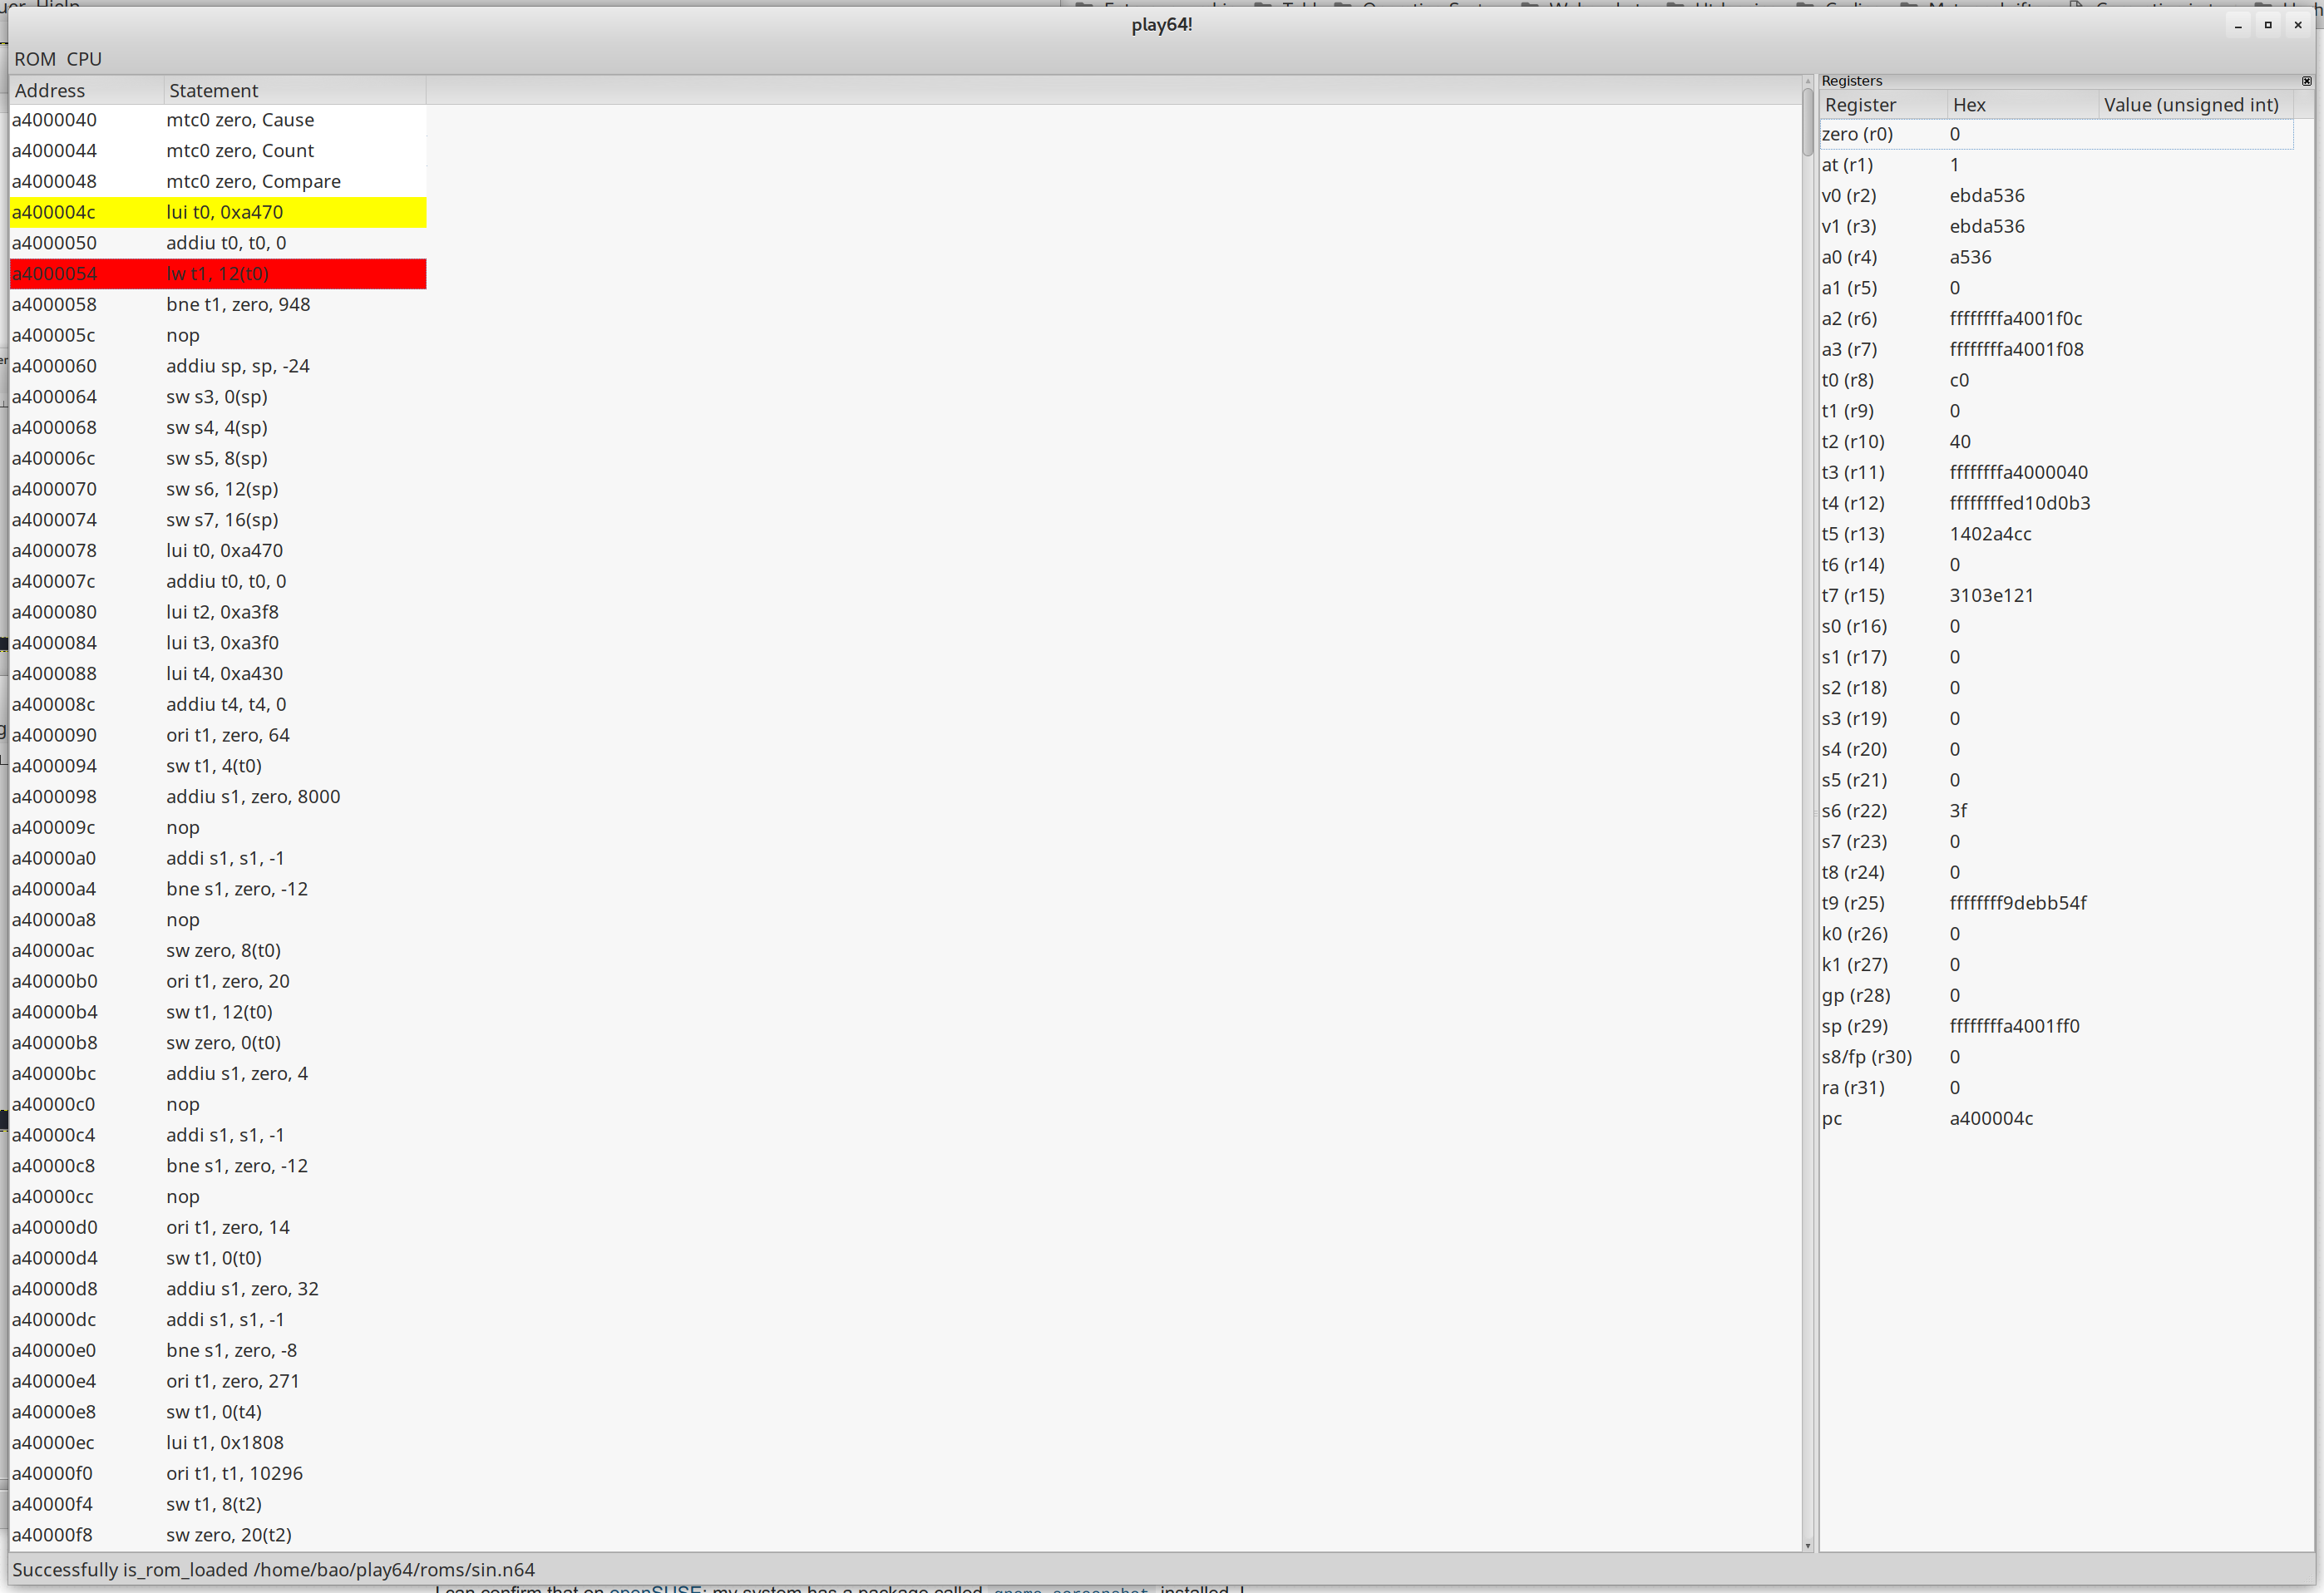 play64!
ROM CPU
Address Statement
a4000040 mtc0 zero, Cause
a4000044 mtc0 zero, Count
a4000048 mtc0 zero, Compare
a400004c lui t0, 0xa470
a4000050 addiu t0, t0, 0
a4000054 lw t1, 12(t0)
a4000058 bne t1, zero, 948
a400005c nop
a4000060 addiu sp, sp, -24
a4000064 sw s3, 0(sp)
a4000068 sw s4, 4(sp)
a400006c sw s5, 8(sp)
a4000070 sw s6, 12(sp)
a4000074 sw s7, 16(sp)
a4000078 lui t0, 0xa470
a400007c addiu t0, t0, 0
a4000080 lui t2, 0xa3f8
a4000084 lui t3, 0xa3f0
a4000088 lui t4, 0xa430
a400008c addiu t4, t4, 0
a4000090 ori t1, zero, 64
a4000094 sw t1, 4(t0)
a4000098 addiu s1, zero, 8000
a400009c nop
a40000a0 addi s1, s1, -1
a40000a4 bne s1, zero, -12
a40000a8 nop
a40000ac sw zero, 8(t0)
a40000b0 ori t1, zero, 20
a40000b4 sw t1, 12(t0)
a40000b8 sw zero, 0(t0)
a40000bc addiu s1, zero, 4
a40000c0 nop
a40000c4 addi s1, s1, -1
a40000c8 bne s1, zero, -12
a40000cc nop
a40000d0 ori t1, zero, 14
a40000d4 sw t1, 0(t0)
a40000d8 addiu s1, zero, 32
a40000dc addi s1, s1, -1
a40000e0 bne s1, zero, -8
a40000e4 ori t1, zero, 271
a40000e8 sw t1, 0(t4)
a40000ec lui t1, 0x1808
a40000f0 ori t1, t1, 10296
a40000f4 sw t1, 8(t2)
a40000f8 sw zero, 20(t2)
Registers
Register Hex Value (unsigned int)
zero (r0) 0
at (r1) 1
v0 (r2) ebda536
v1 (r3) ebda536
a0 (r4) a536
a1 (r5) 0
a2 (r6) ffffffffa4001f0c
a3 (r7) ffffffffa4001f08
t0 (r8) c0
t1 (r9) 0
t2 (r10) 40
t3 (r11) ffffffffa4000040
t4 (r12) ffffffffed10d0b3
t5 (r13) 1402a4cc
t6 (r14) 0
t7 (r15) 3103e121
s0 (r16) 0
s1 (r17) 0
s2 (r18) 0
s3 (r19) 0
s4 (r20) 0
s5 (r21) 0
s6 (r22) 3f
s7 (r23) 0
t8 (r24) 0
t9 (r25) ffffffff9debb54f
k0 (r26) 0
k1 (r27) 0
gp (r28) 0
sp (r29) ffffffffa4001ff0
s8/fp (r30) 0
ra (r31) 0
pc a400004c
Successfully is_rom_loaded /home/bao/play64/roms/sin.n64
I can confirm that on openSUSE: my system has a package called gnome-screenshot installed. I